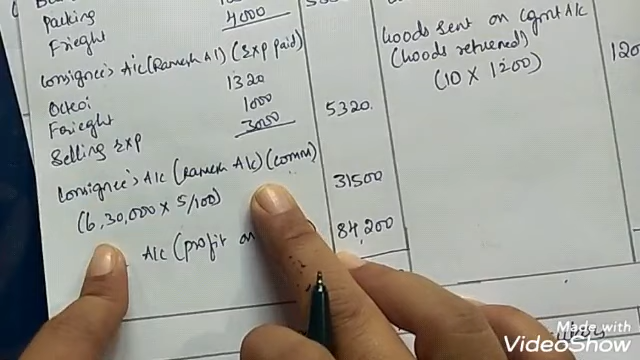 Packing
4000
Frieght
Consignee's A/c (Ramesh A/c) (Exp paid)
Octroi 1320
Frieght 1000
Selling Exp 3000 5320
Consignee's A/c (Ramesh A/c) (comm)
(6,30,000 x 5/100) 31500
A/c (profit on 84,200
Goods sent on Cgnmt A/c
(Goods returned)
(10 x 1200)
Made with
VideoShow